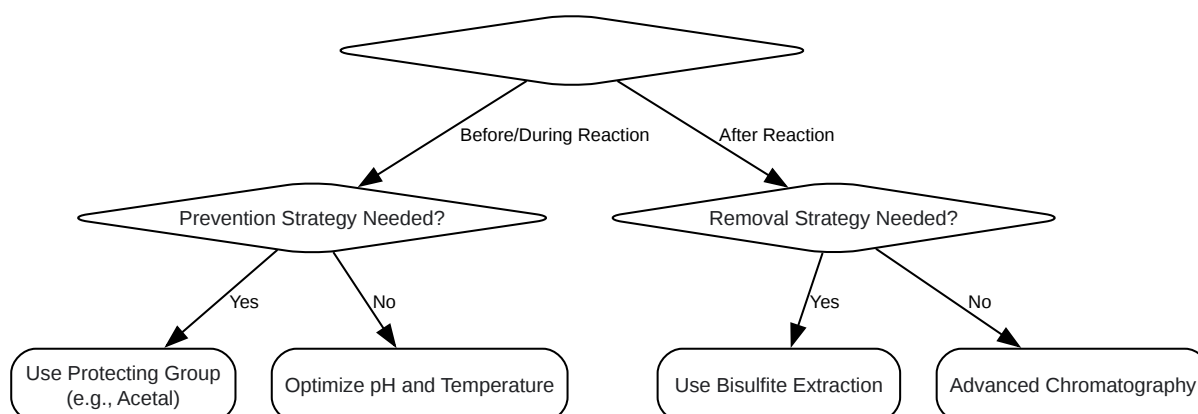 Before/During Reaction
After Reaction
Prevention Strategy Needed?
Removal Strategy Needed?
Yes
No
Yes
No
Use Protecting Group
(e.g., Acetal)
Optimize pH and Temperature
Use Bisulfite Extraction
Advanced Chromatography